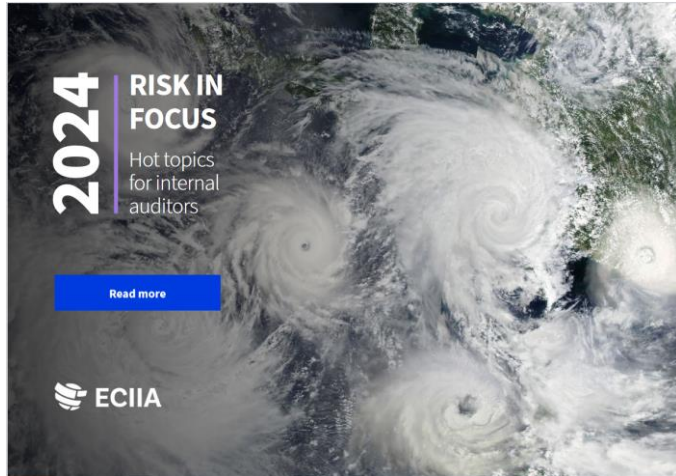 2024
RISK IN
FOCUS
Hot topics
for internal
auditors
Read more
ECIIA